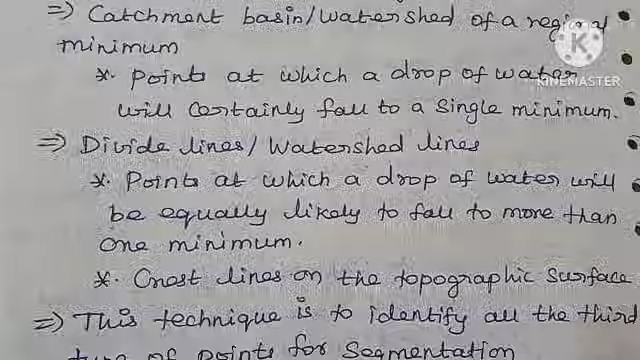 ⇒ Catchment basin/Watershed of a regional
minimum
*. Points at which a drop of water
will certainly fall to a single minimum.
⇒ Divide lines/Watershed lines
*. Points at which a drop of water will
be equally likely to fall to more than
one minimum.
*. Crest lines on the topographic surface
⇒ This technique is to identify all the third
type of points for segmentation
KINEMASTER